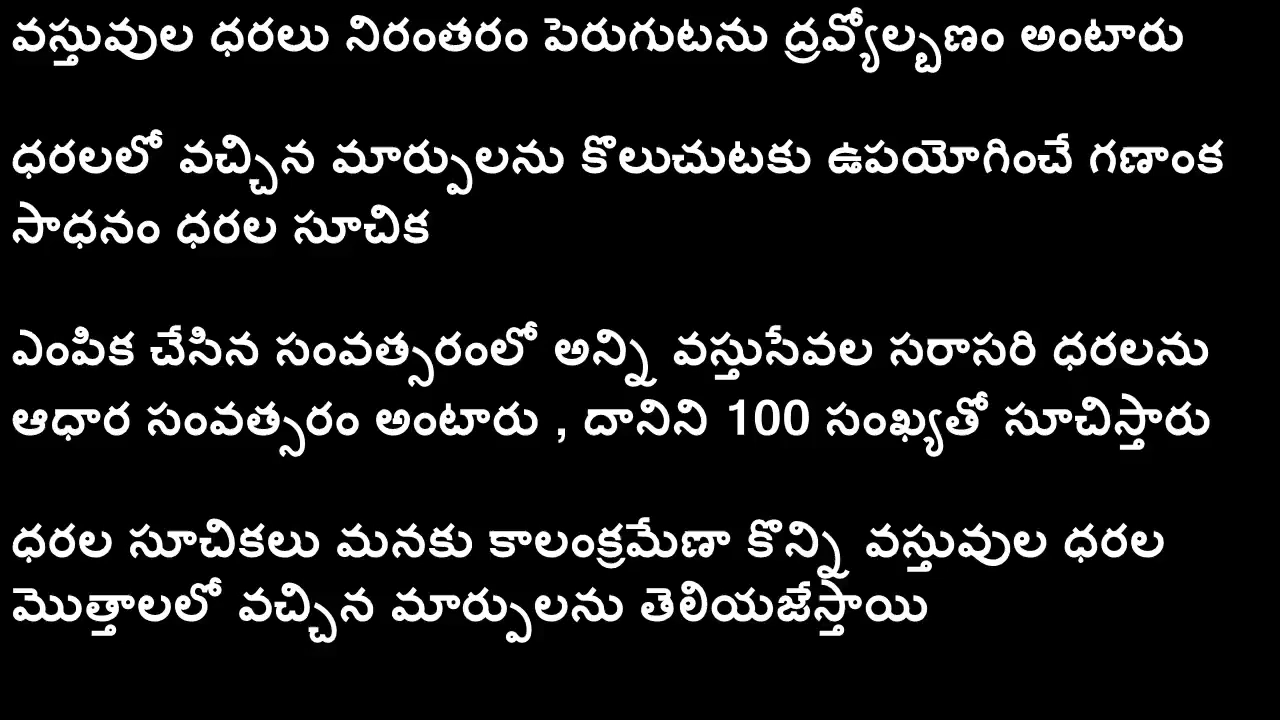 వస్తువుల ధరలు నిరంతరం పెరుగుటను ద్రవ్యోల్బణం అంటారు
ధరలలో వచ్చిన మార్పులను కొలుచుటకు ఉపయోగించే గణాంక
సాధనం ధరల సూచిక
ఎంపిక చేసిన సంవత్సరంలో అన్ని వస్తుసేవల సరాసరి ధరలను
ఆధార సంవత్సరం అంటారు , దానిని 100 సంఖ్యతో సూచిస్తారు
ధరల సూచికలు మనకు కాలంక్రమేణా కొన్ని వస్తువుల ధరల
మొత్తాలలో వచ్చిన మార్పులను తెలియజేస్తాయి